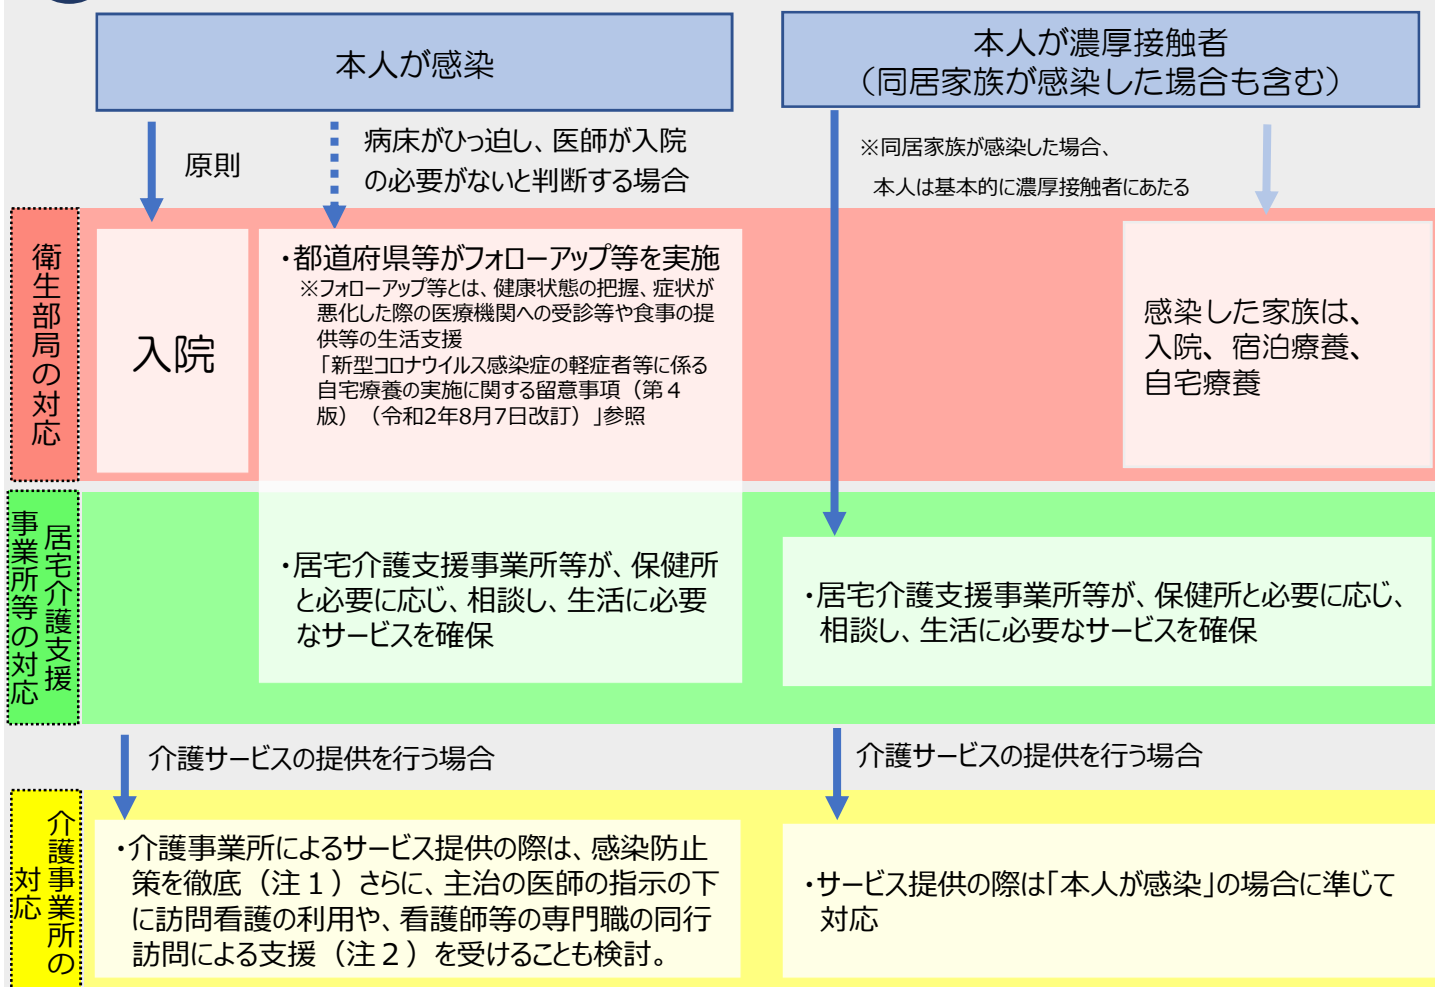 本人が感染
本人が濃厚接触者
（同居家族が感染した場合も含む）
原則
病床がひっ迫し、医師が入院
の必要がないと判断する場合
※同居家族が感染した場合、
本人は基本的に濃厚接触者にあたる
衛生部局の対応
入院
・都道府県等がフォローアップ等を実施
※フォローアップ等とは、健康状態の把握、症状が
悪化した際の医療機関への受診等や食事の提
供等の生活支援
「新型コロナウイルス感染症の軽症者等に係る
自宅療養の実施に関する留意事項（第４
版）（令和2年8月7日改訂）」参照
感染した家族は、
入院、宿泊療養、
自宅療養
居宅介護支援
事業所等の対応
・居宅介護支援事業所等が、保健所
と必要に応じ、相談し、生活に必要
なサービスを確保
・居宅介護支援事業所等が、保健所と必要に応じ、
相談し、生活に必要なサービスを確保
介護サービスの提供を行う場合
介護サービスの提供を行う場合
介護事業所の
対応
・介護事業所によるサービス提供の際は、感染防止
策を徹底（注１）さらに、主治の医師の指示の下
に訪問看護の利用や、看護師等の専門職の同行
訪問による支援（注２）を受けることも検討。
・サービス提供の際は「本人が感染」の場合に準じて
対応